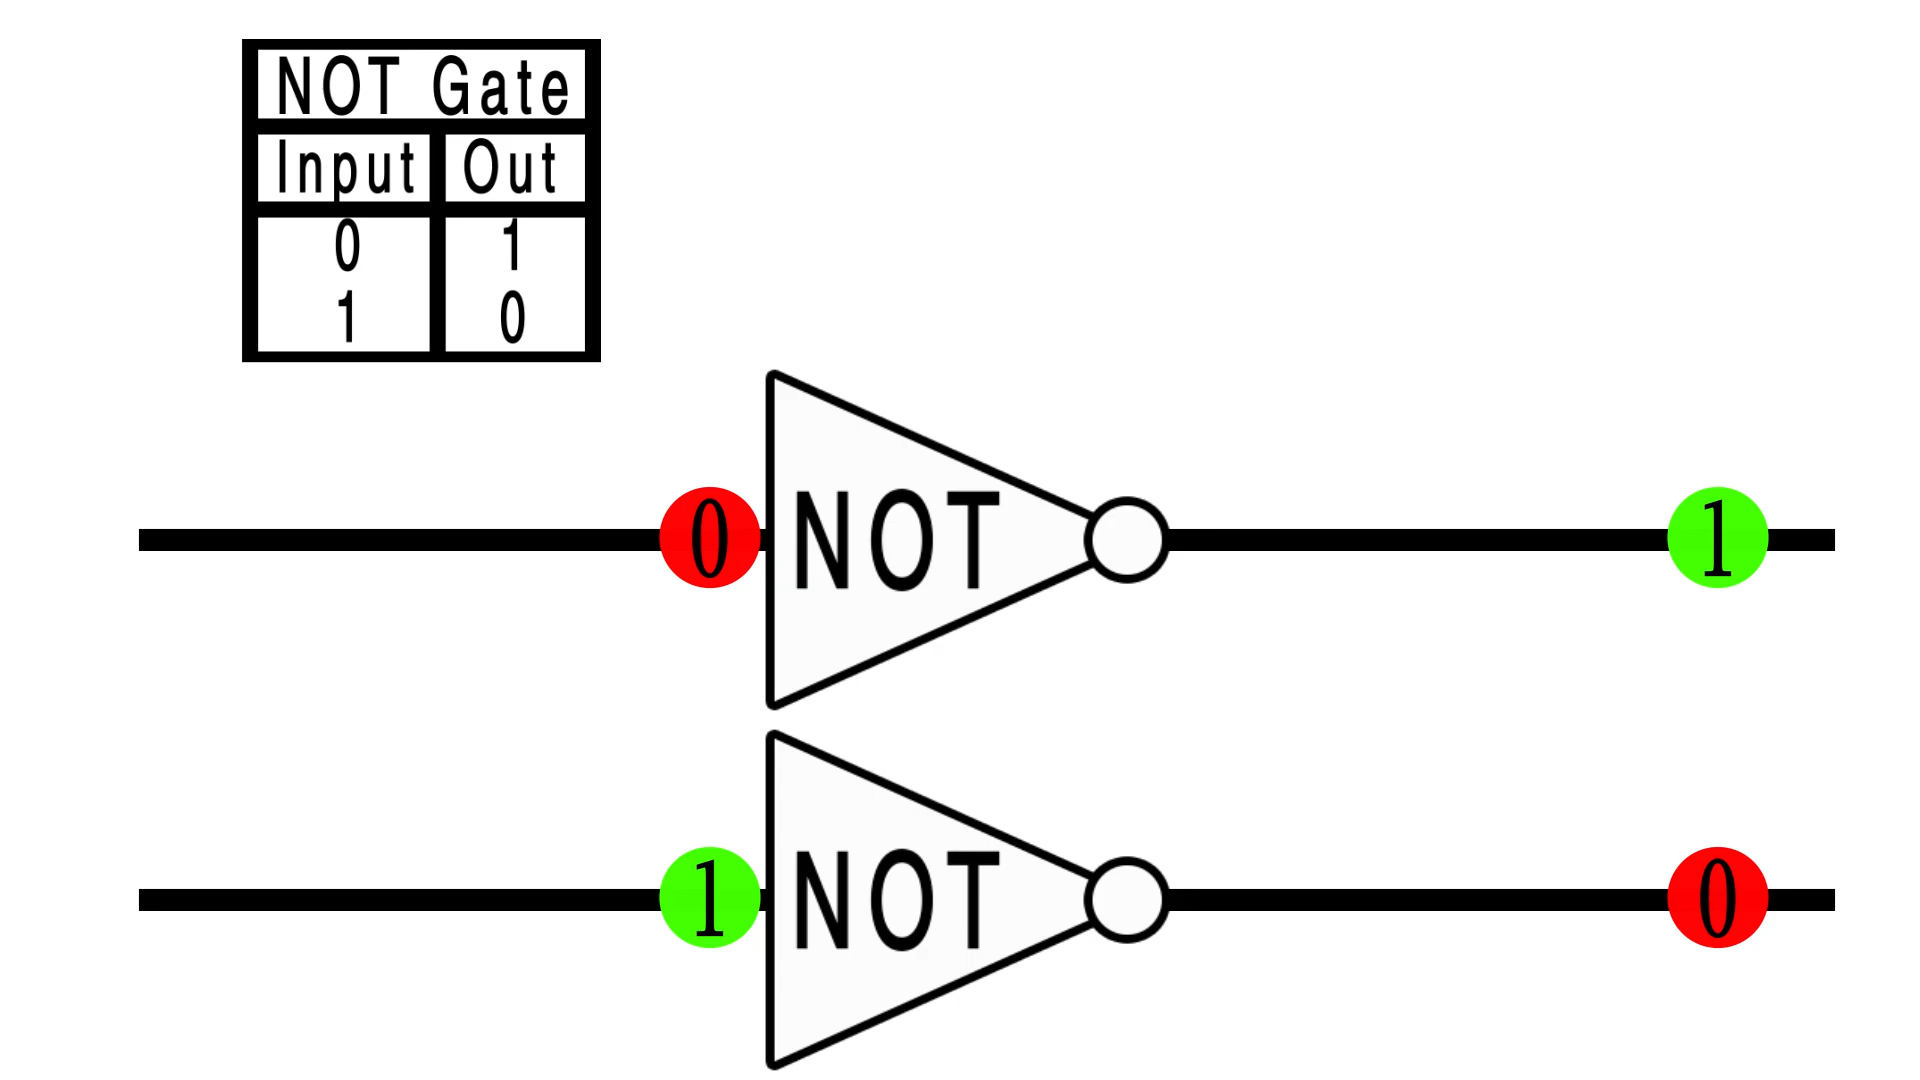 NOT Gate
Input Out
0 1
1 0
0 NOT 1
1 NOT 0